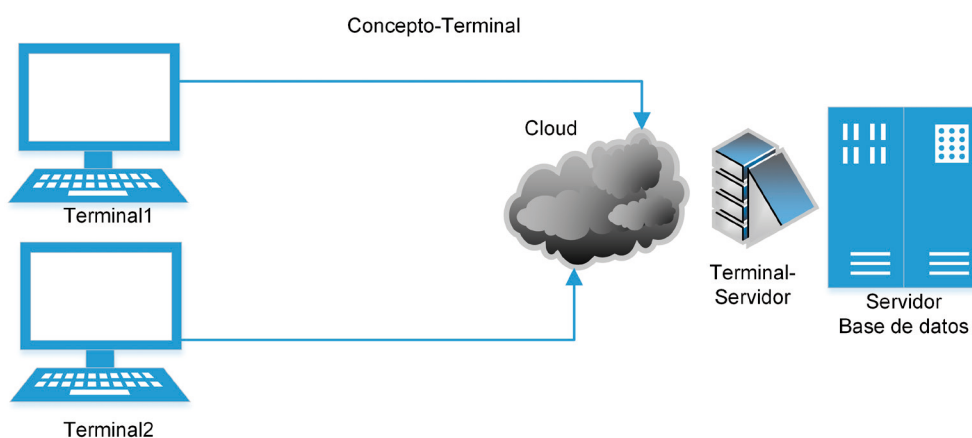 Concepto-Terminal
Cloud
Terminal1
Terminal-
Servidor
Servidor
Base de datos
Terminal2